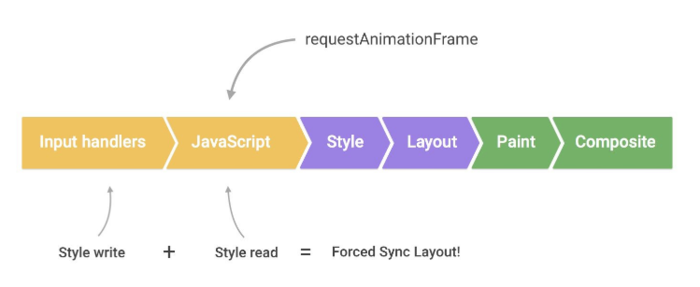 requestAnimationFrame
Input handlers JavaScript Style Layout Paint Composite
Style write + Style read = Forced Sync Layout!